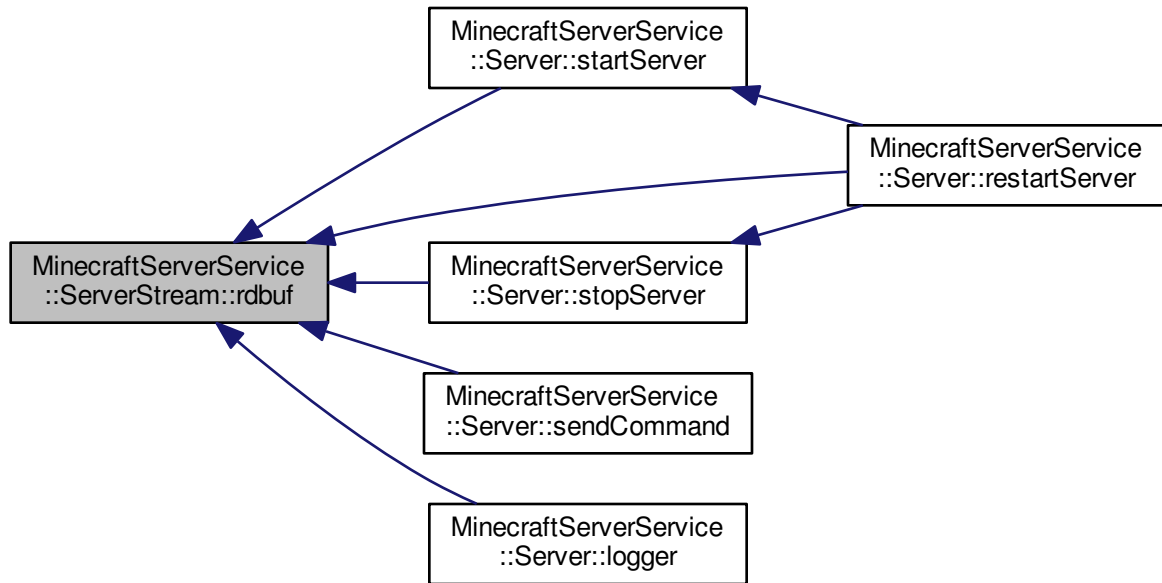 MinecraftServerService
::Server::startServer
MinecraftServerService
::Server::restartServer
MinecraftServerService
::ServerStream::rdbuf
MinecraftServerService
::Server::stopServer
MinecraftServerService
::Server::sendCommand
MinecraftServerService
::Server::logger